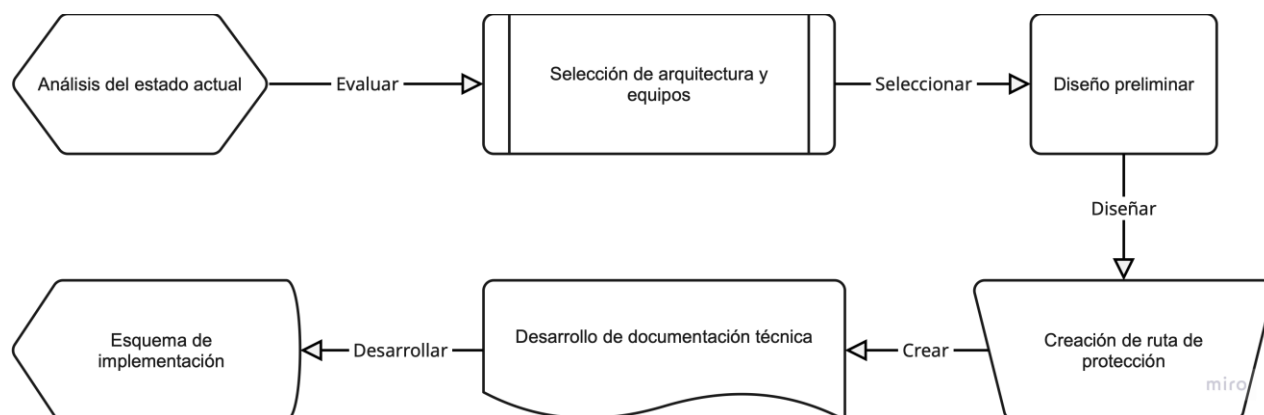 Análisis del estado actual
Evaluar
Selección de arquitectura y
equipos
Seleccionar
Diseño preliminar
Diseñar
Creación de ruta de
protección
Crear
Desarrollo de documentación técnica
Desarrollar
Esquema de
implementación
miro